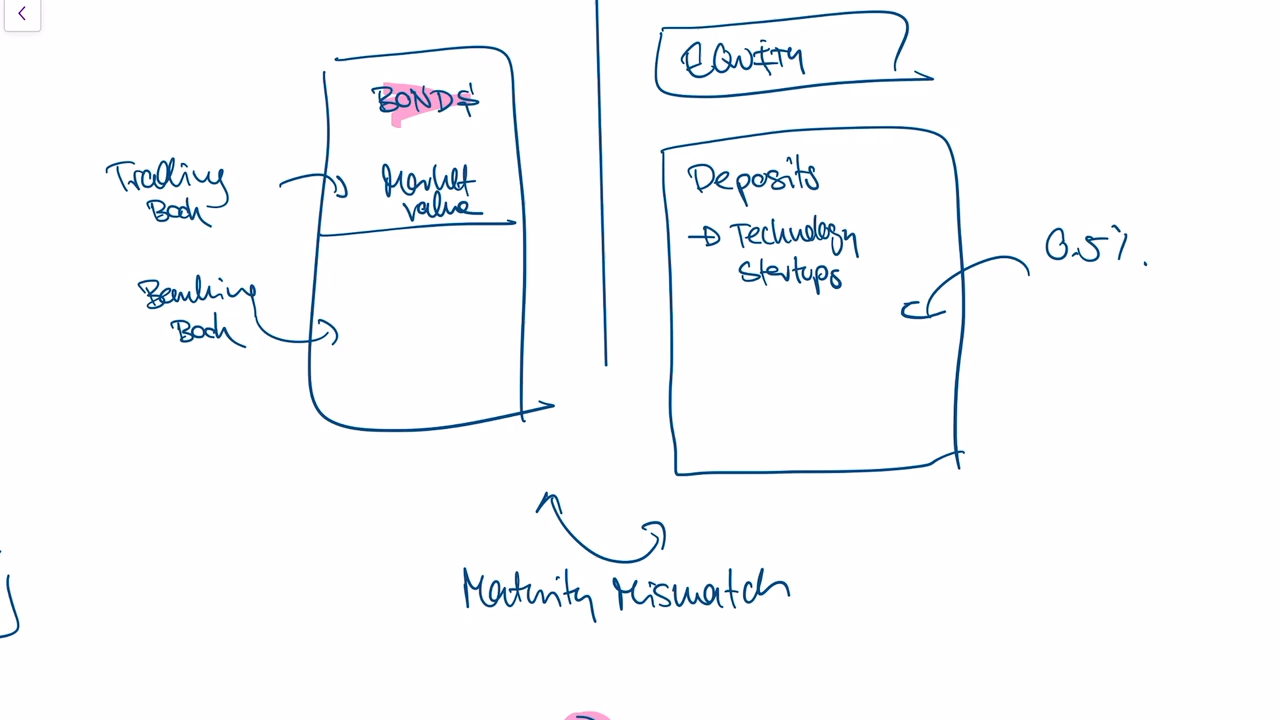 BONDS
Market
value
Trading
Book
Banking
Book
EQUITY
Deposits
→ Technology
Startups
0.5%.
Maturity Mismatch